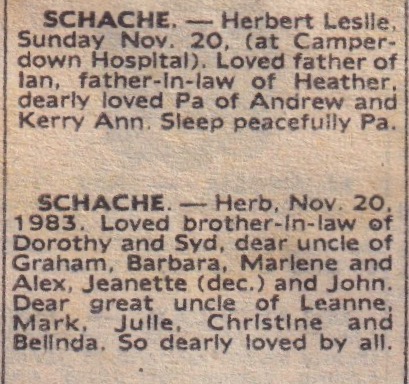 SCHACHE. — Herbert Leslie,
Sunday Nov. 20, (at Camper-
down Hospital). Loved father of
Ian, father-in-law of Heather,
dearly loved Pa of Andrew and
Kerry Ann. Sleep peacefully Pa.
SCHACHE. — Herb, Nov. 20,
1983. Loved brother-in-law of
Dorothy and Syd, dear uncle of
Graham, Barbara, Marlene and
Alex, Jeanette (dec.) and John.
Dear great uncle of Leanne,
Mark, Julie, Christine and
Belinda. So dearly loved by all.